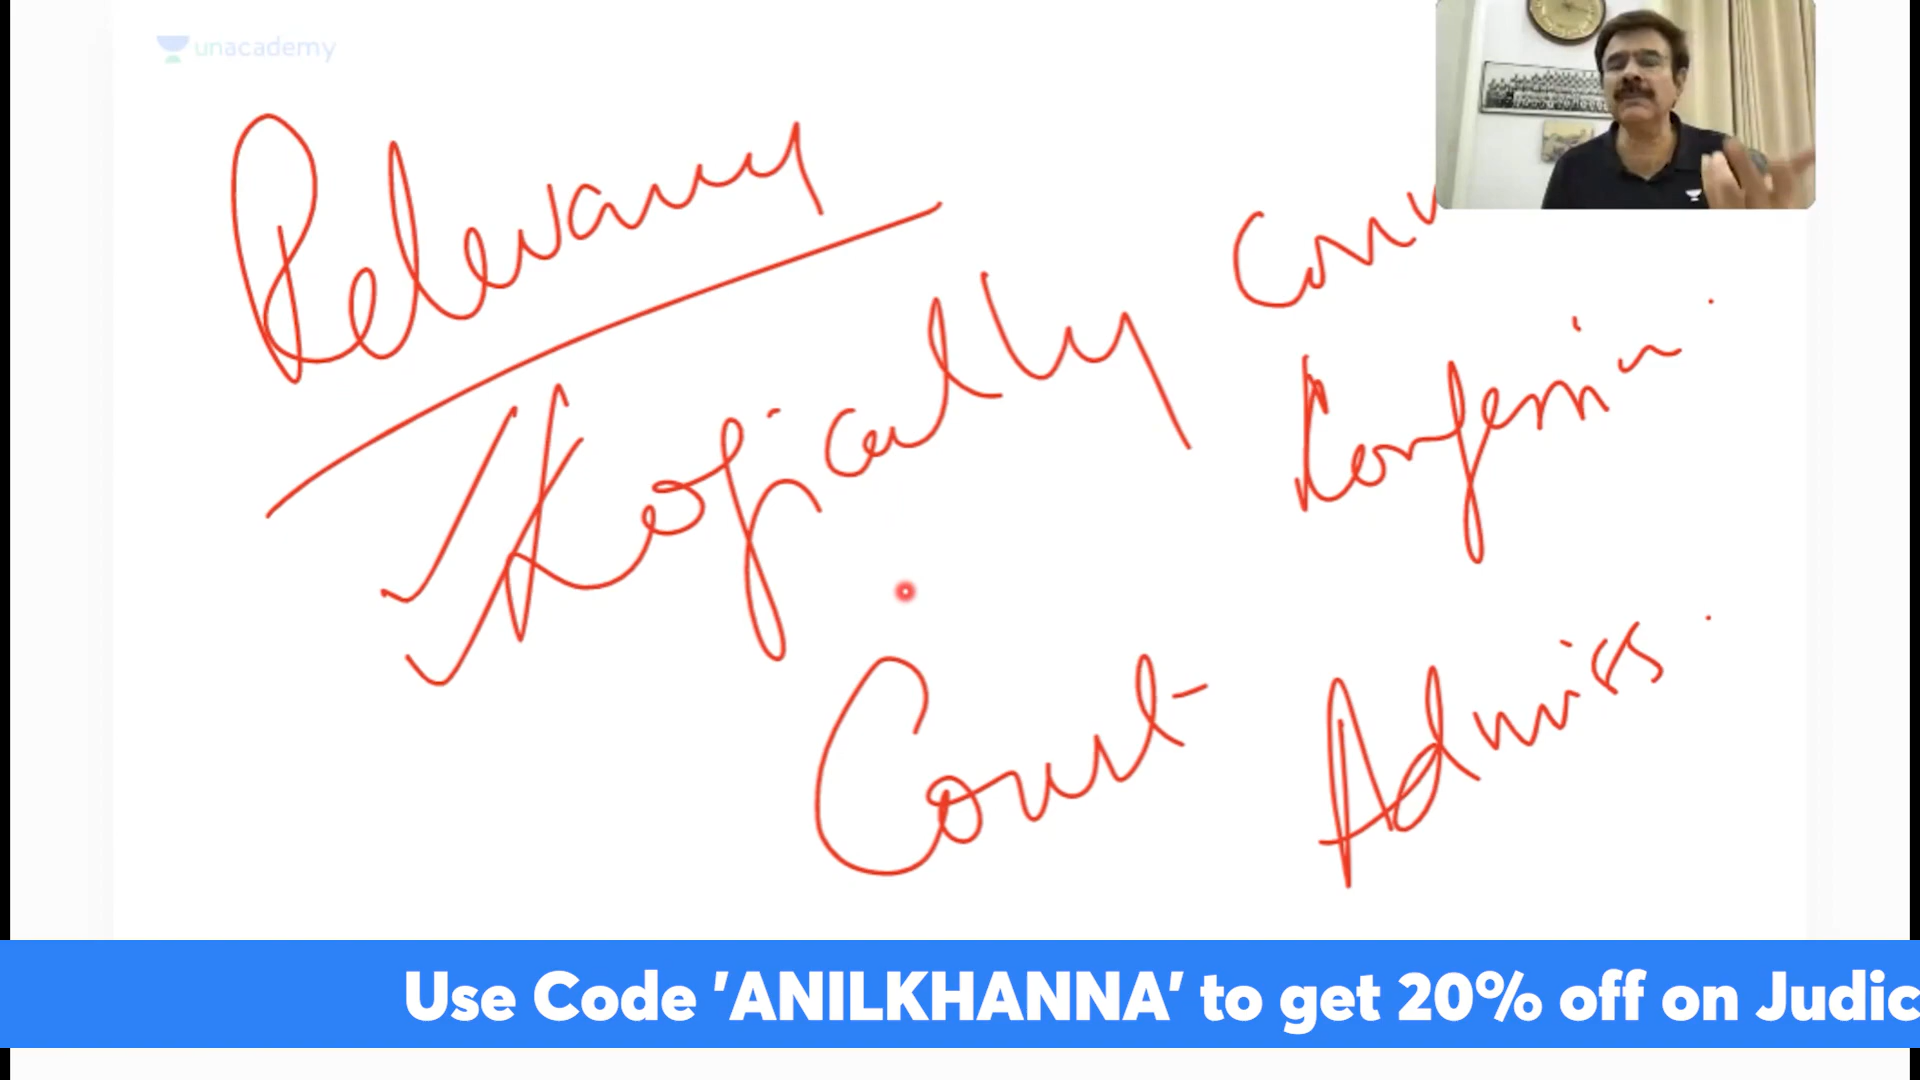 unacademy
Relevancy
Logically
Confession
Court
Admiss
Use Code 'ANILKHANNA' to get 20% off on Judic